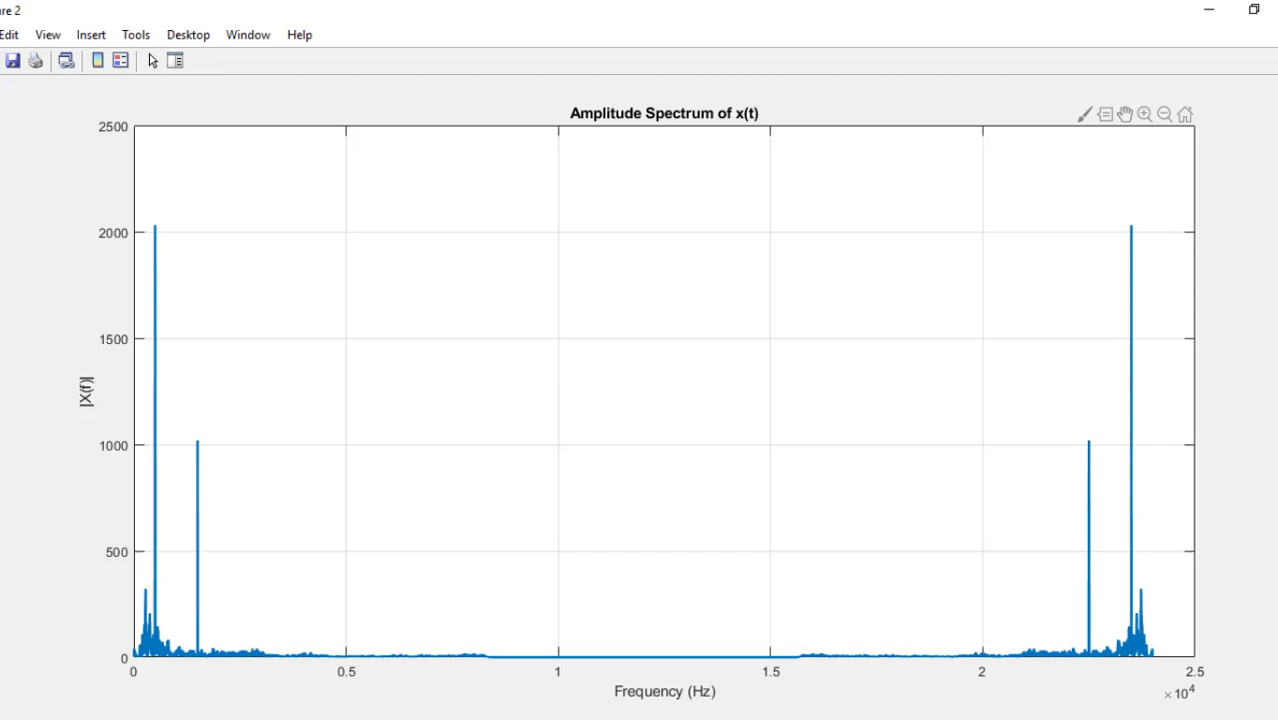 re 2
Edit View Insert Tools Desktop Window Help
Amplitude Spectrum of x(t)
2500
2000
1500
1000
500
0
|X(f)|
0 0.5 1 1.5 2 2.5
Frequency (Hz)
×10⁴